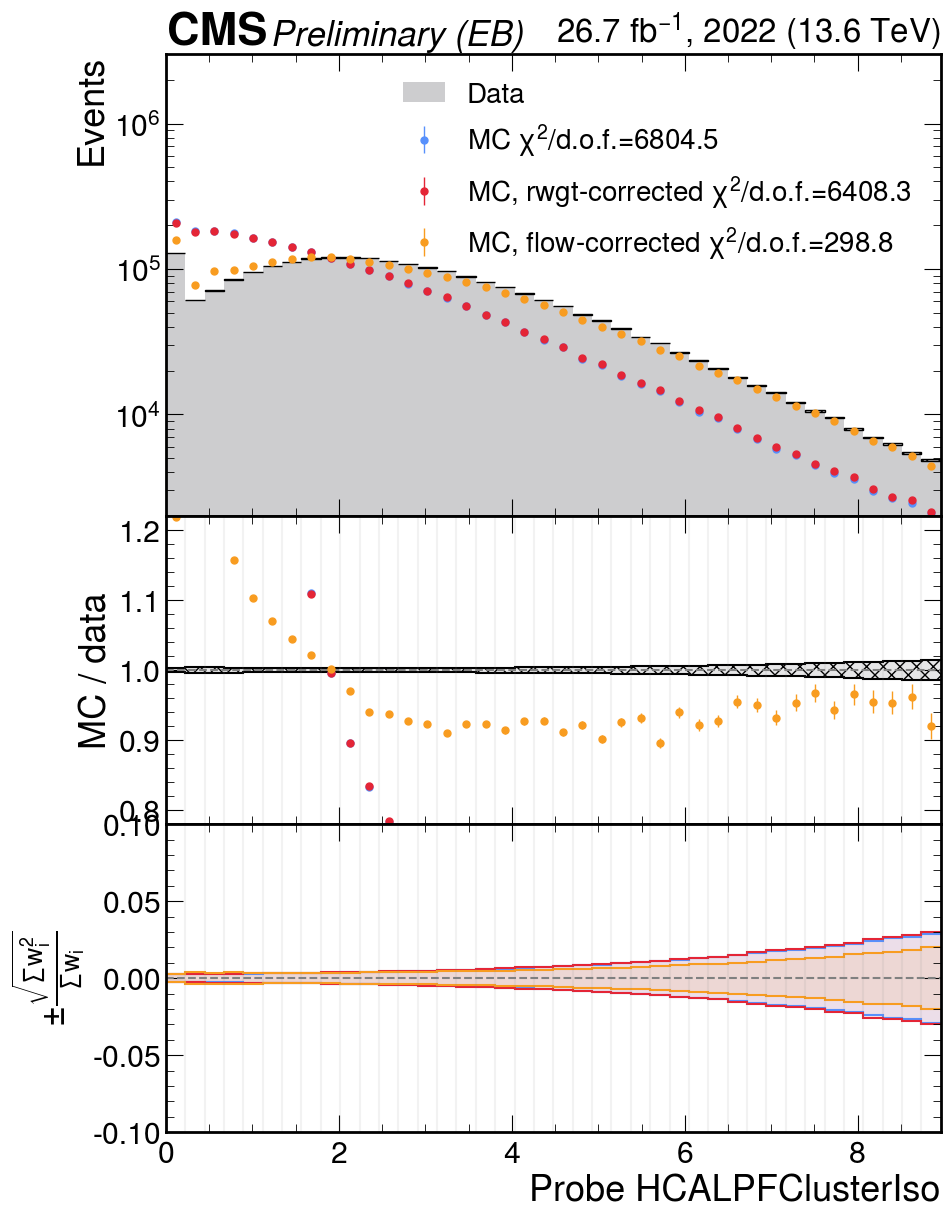 CMS Preliminary (EB) 26.7 fb⁻¹, 2022 (13.6 TeV)
Events
10⁶
10⁵
10⁴
Data
MC χ²/d.o.f.=6804.5
MC, rwgt-corrected χ²/d.o.f.=6408.3
MC, flow-corrected χ²/d.o.f.=298.8
MC / data
1.2
1.1
1.0
0.9
0.8
± √Σwᵢ² / Σwᵢ
0.10
0.05
0.00
-0.05
-0.10
0 2 4 6 8
Probe HCALPFClusterIso